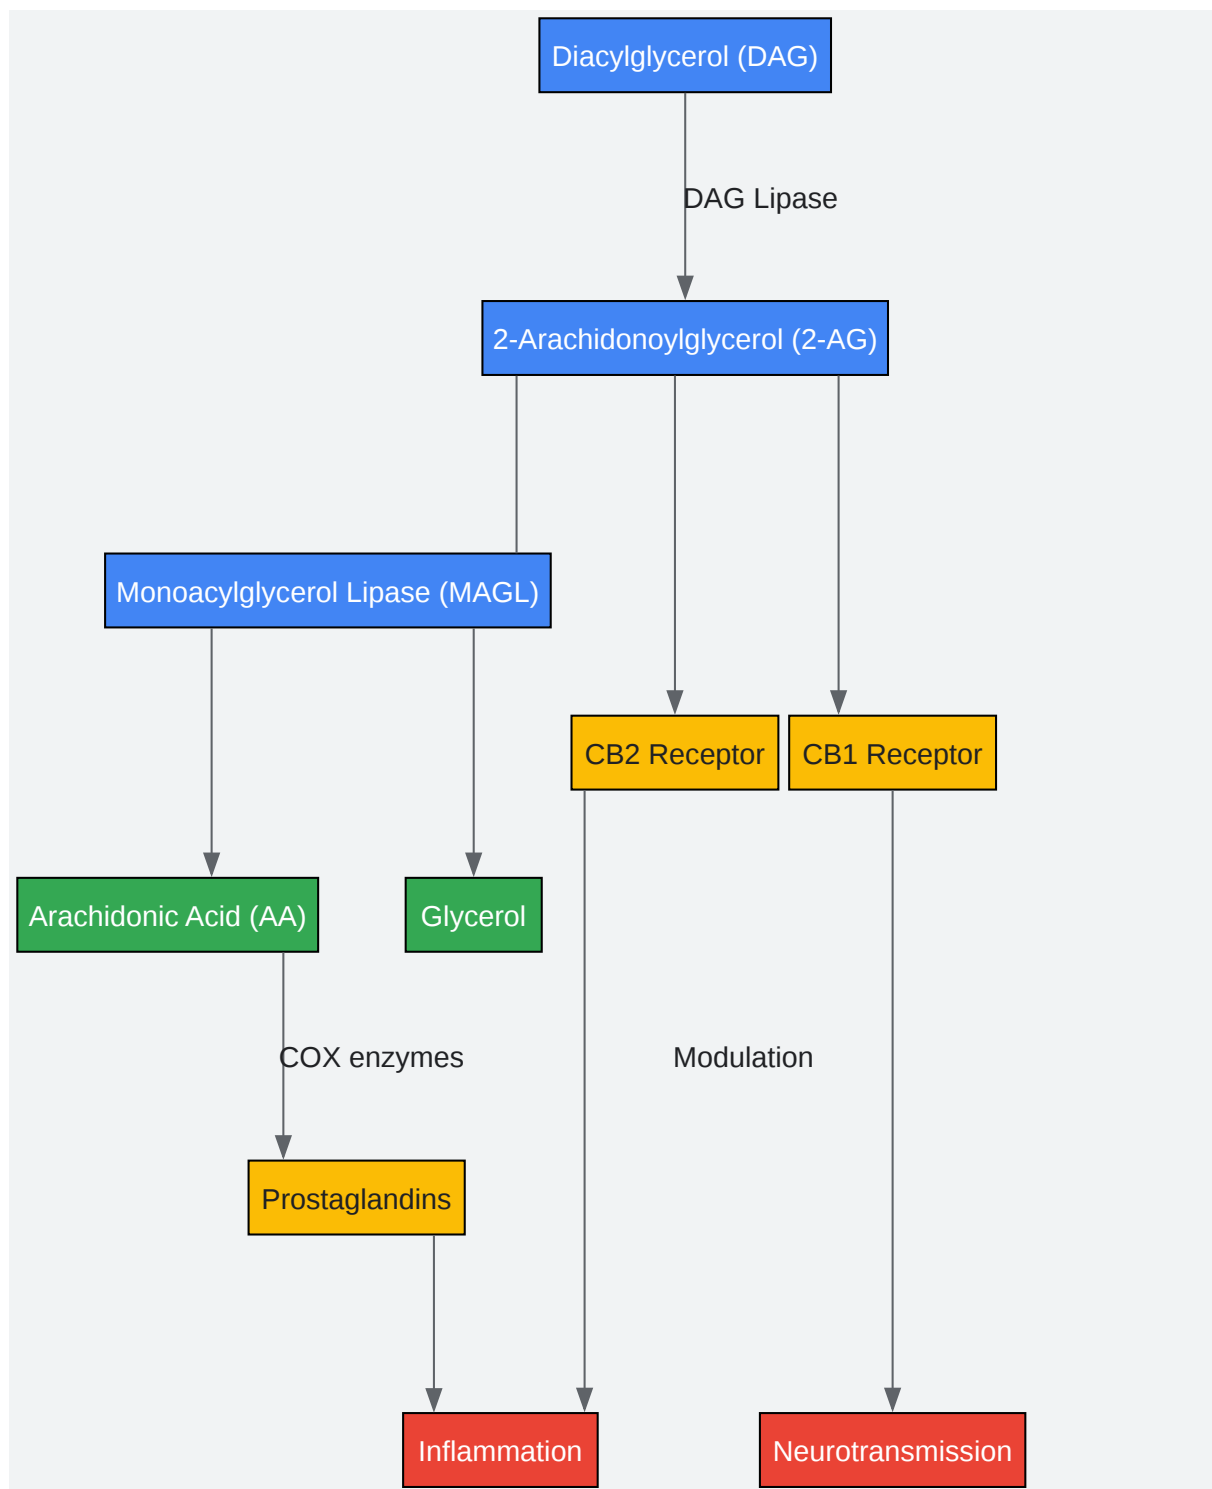 Diacylglycerol (DAG)
DAG Lipase
2-Arachidonoylglycerol (2-AG)
Monoacylglycerol Lipase (MAGL)
CB2 Receptor
CB1 Receptor
Arachidonic Acid (AA)
Glycerol
COX enzymes
Modulation
Prostaglandins
Inflammation
Neurotransmission